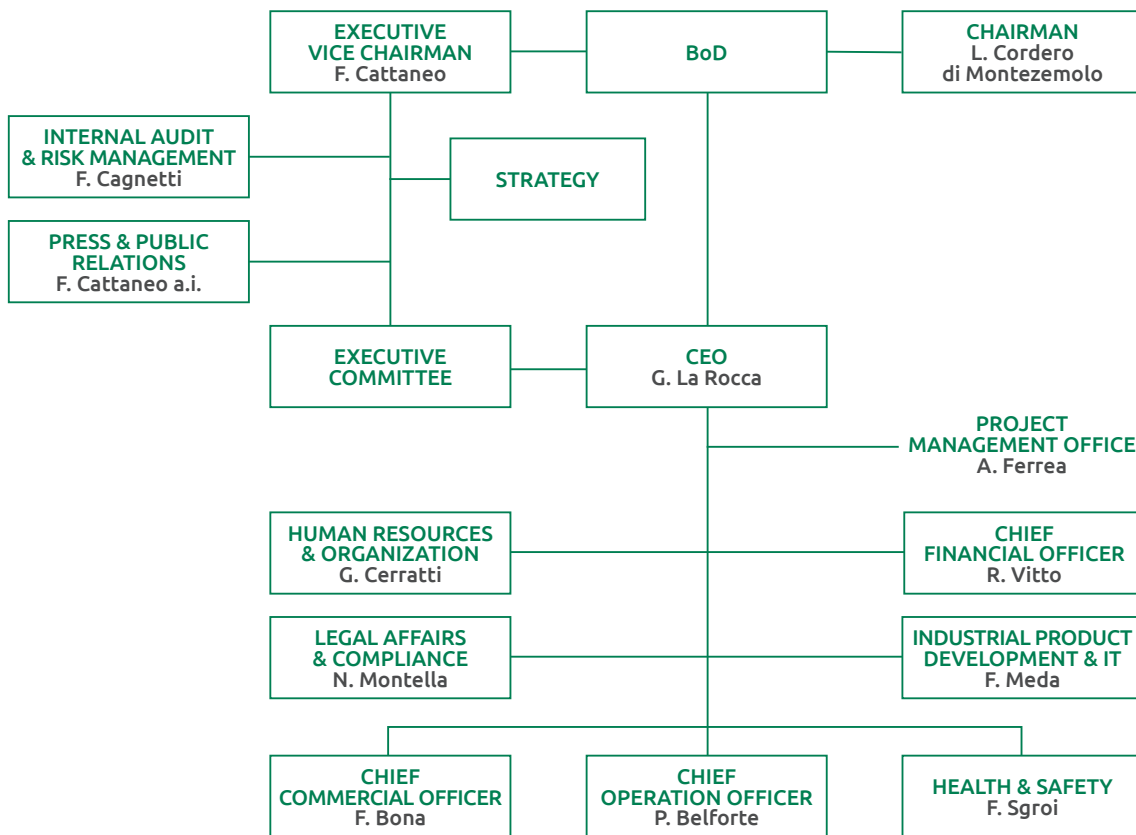 EXECUTIVE
VICE CHAIRMAN
F. Cattaneo
BoD
CHAIRMAN
L. Cordero
di Montezemolo
INTERNAL AUDIT
& RISK MANAGEMENT
F. Cagnetti
STRATEGY
PRESS & PUBLIC
RELATIONS
F. Cattaneo a.i.
EXECUTIVE
COMMITTEE
CEO
G. La Rocca
PROJECT
MANAGEMENT OFFICE
A. Ferrea
HUMAN RESOURCES
& ORGANIZATION
G. Cerratti
CHIEF
FINANCIAL OFFICER
R. Vitto
LEGAL AFFAIRS
& COMPLIANCE
N. Montella
INDUSTRIAL PRODUCT
DEVELOPMENT & IT
F. Meda
CHIEF
COMMERCIAL OFFICER
F. Bona
CHIEF
OPERATION OFFICER
P. Belforte
HEALTH & SAFETY
F. Sgroi